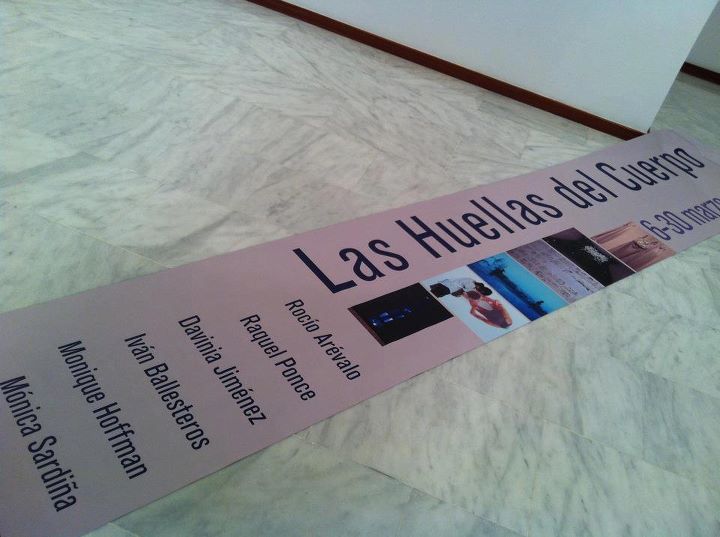 Las Huellas del Cuerpo
6-30 marzo
Rocío Arévalo
Raquel Ponce
Davinia Jiménez
Iván Ballesteros
Monique Hoffman
Mónica Sardiña